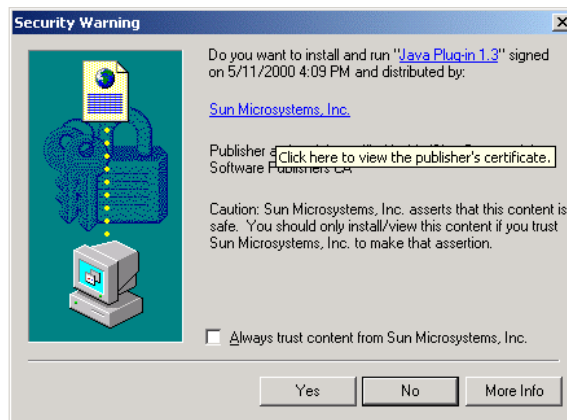 Security Warning
Do you want to install and run "Java Plug-in 1.3" signed
on 5/11/2000 4:09 PM and distributed by:
Sun Microsystems, Inc.
Publisher
Click here to view the publisher's certificate.
Software Publishers CA
Caution: Sun Microsystems, Inc. asserts that this content is
safe. You should only install/view this content if you trust
Sun Microsystems, Inc. to make that assertion.
Always trust content from Sun Microsystems, Inc.
Yes
No
More Info